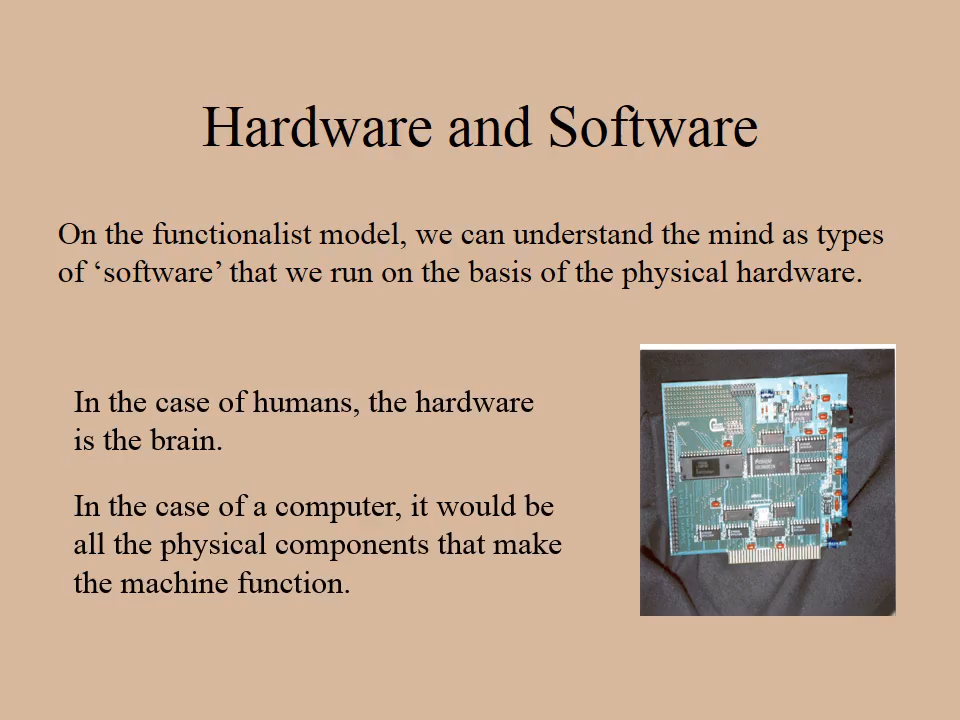 Hardware and Software
On the functionalist model, we can understand the mind as types
of ‘software’ that we run on the basis of the physical hardware.
In the case of humans, the hardware
is the brain.
In the case of a computer, it would be
all the physical components that make
the machine function.